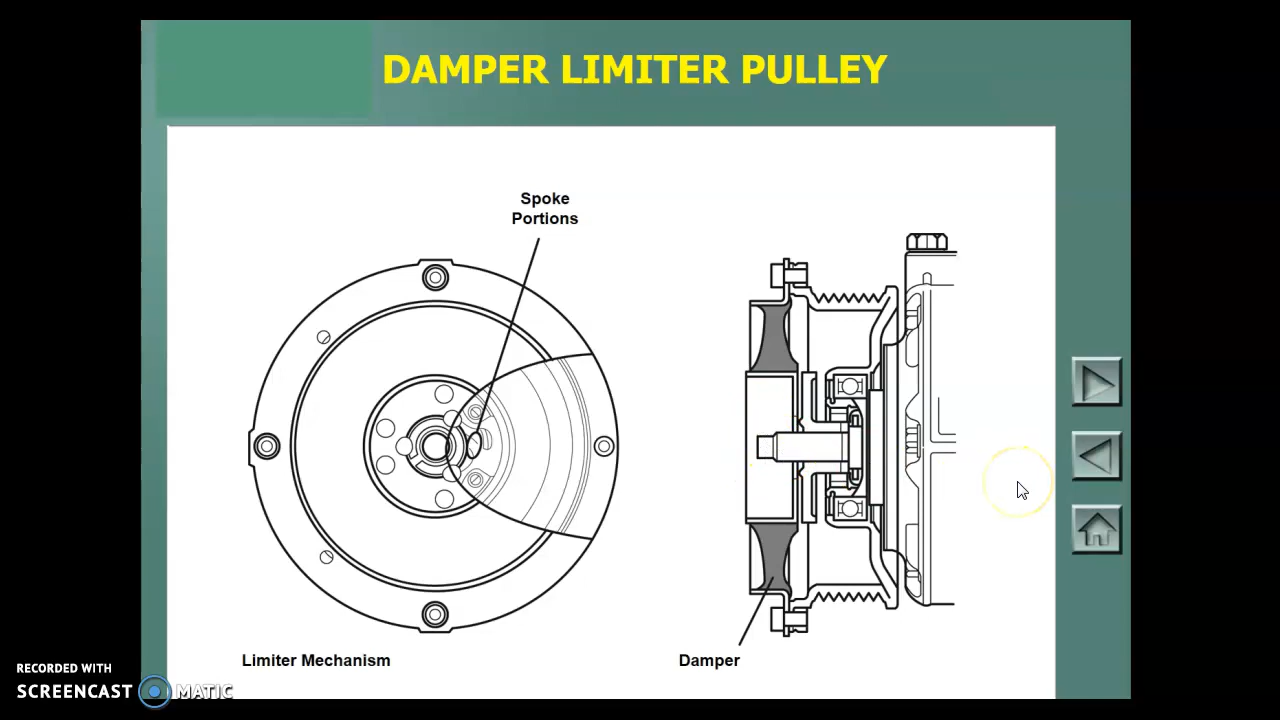 DAMPER LIMITER PULLEY
Spoke
Portions
Limiter Mechanism
Damper
RECORDED WITH
SCREENCAST MATIC